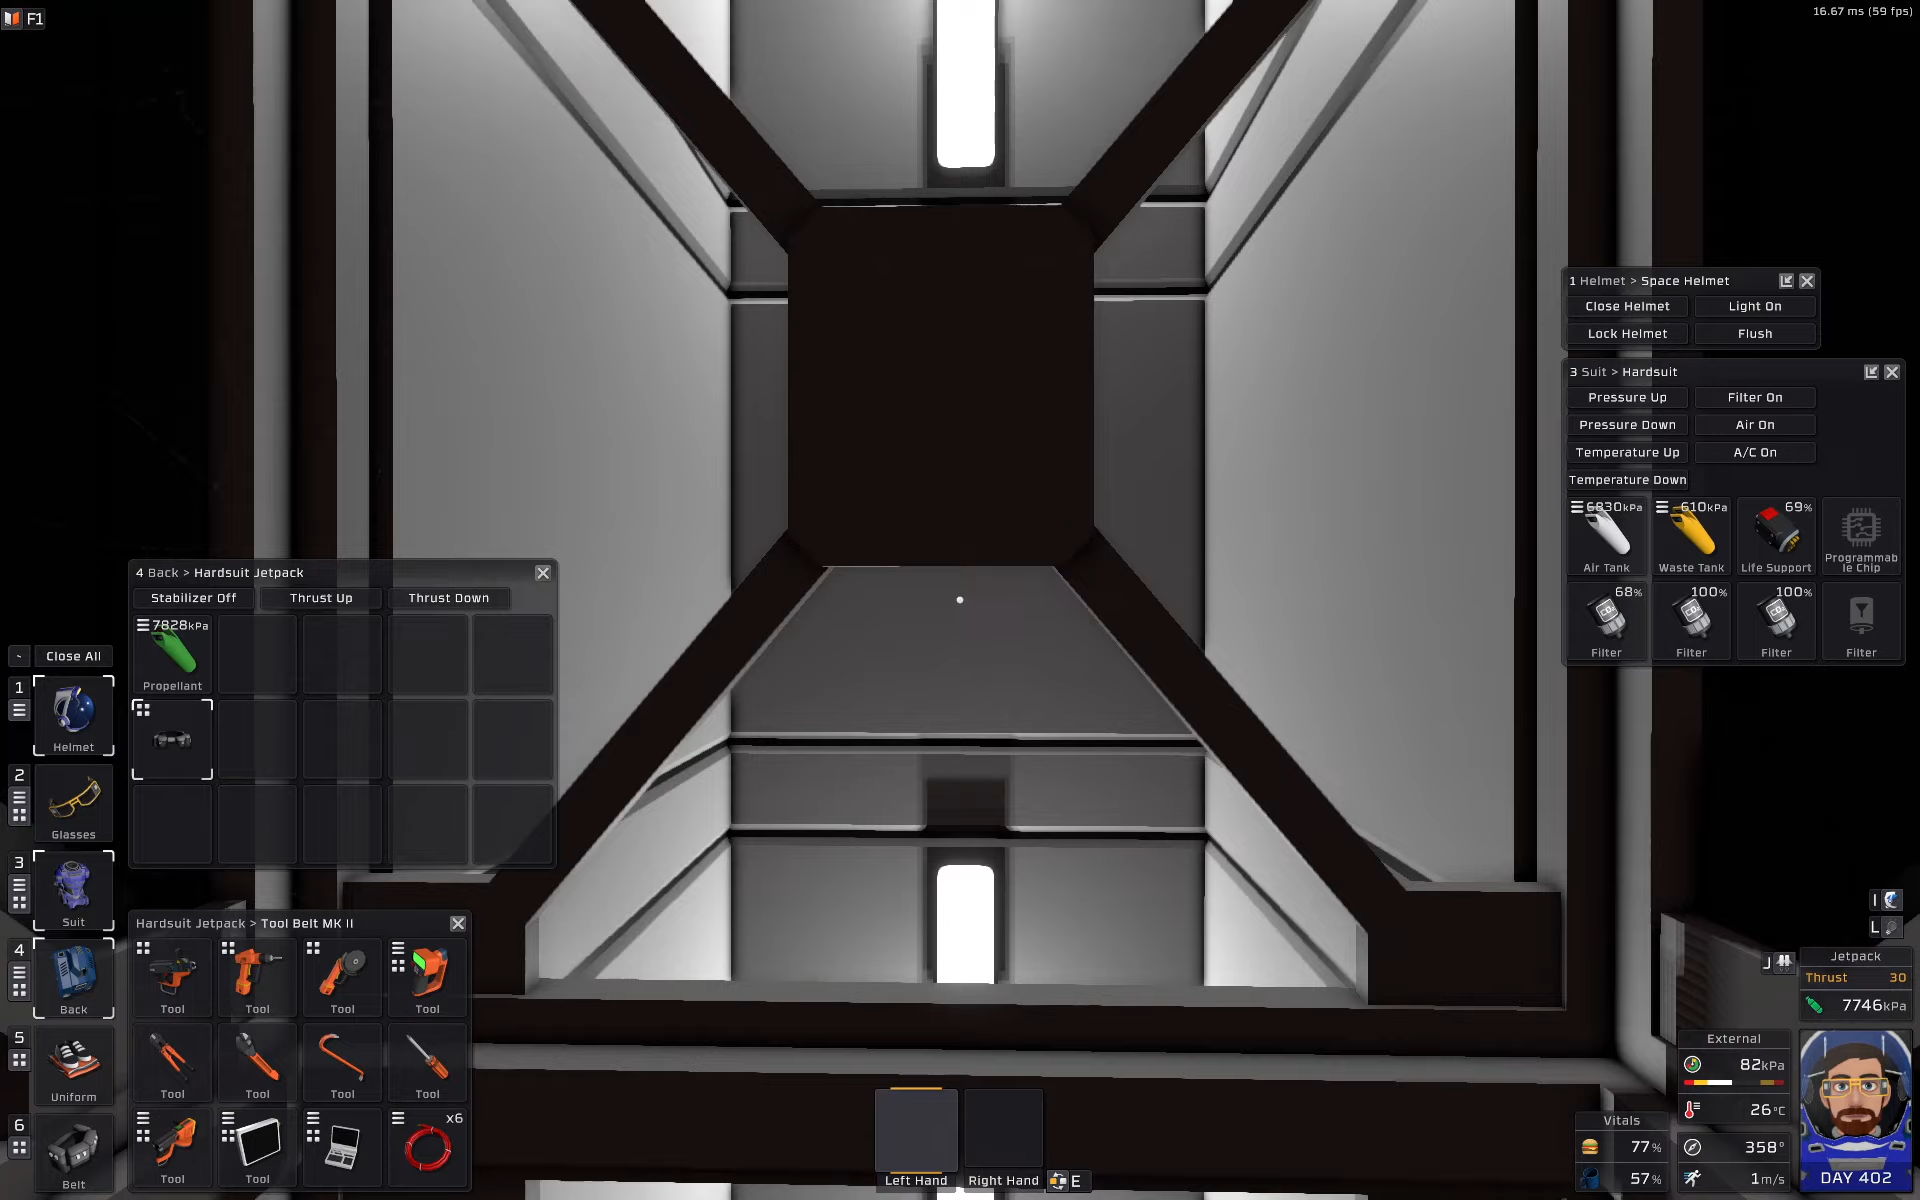 F1
16.67 ms (59 fps)
1 Helmet > Space Helmet
Close Helmet
Light On
Lock Helmet
Flush
3 Suit > Hardsuit
Pressure Up
Filter On
Pressure Down
Air On
Temperature Up
A/C On
Temperature Down
6830kPa
Air Tank
610kPa
Waste Tank
69%
Life Support
Programmab
le Chip
68%
Filter
100%
Filter
100%
Filter
Filter
4 Back > Hardsuit Jetpack
Stabilizer Off
Thrust Up
Thrust Down
7828kPa
Propellant
~
Close All
1
Helmet
2
Glasses
3
Suit
4
Back
5
Uniform
6
Belt
Hardsuit Jetpack > Tool Belt MK II
Tool
Tool
Tool
Tool
Tool
Tool
Tool
Tool
Tool
Tool
x6
Left Hand
Right Hand
E
I
L
J
Jetpack
Thrust 30
7746kPa
External
82kPa
26°C
358°
1m/s
Vitals
77%
57%
DAY 402